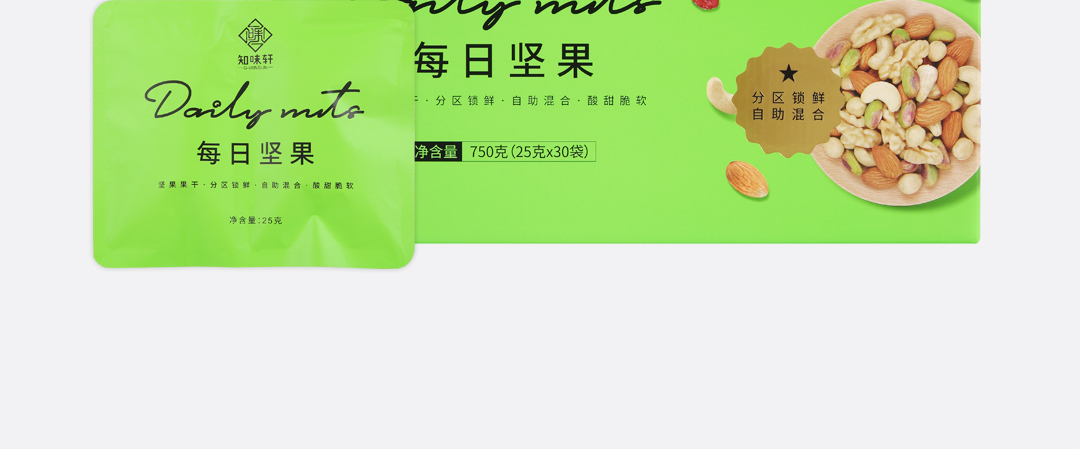 知味轩
Daily nuts
每日坚果
坚果果干·分区锁鲜·自助混合·酸甜脆软
净含量:25克
Daily nuts
每日坚果
干·分区锁鲜·自助混合·酸甜脆软
净含量 750克(25克x30袋)
★
分区锁鲜
自助混合